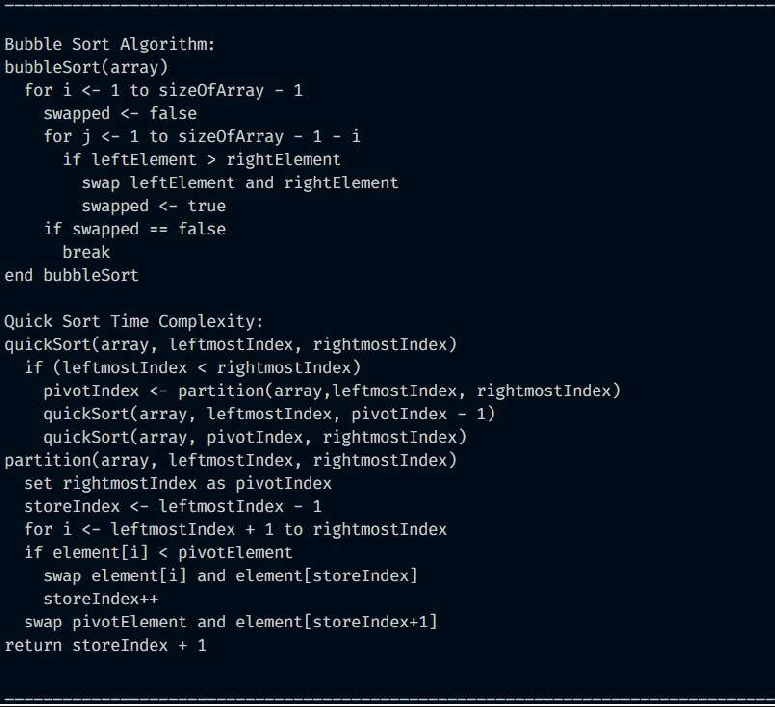 Bubble Sort Algorithm:
bubbleSort(array)
  for i <- 1 to sizeOfArray - 1
    swapped <- false
    for j <- 1 to sizeOfArray - 1 - i
      if leftElement > rightElement
        swap leftElement and rightElement
        swapped <- true
    if swapped == false
      break
end bubbleSort

Quick Sort Time Complexity:
quickSort(array, leftmostIndex, rightmostIndex)
  if (leftmostIndex < rightmostIndex)
    pivotIndex <- partition(array,leftmostIndex, rightmostIndex)
    quickSort(array, leftmostIndex, pivotIndex - 1)
    quickSort(array, pivotIndex, rightmostIndex)
partition(array, leftmostIndex, rightmostIndex)
  set rightmostIndex as pivotIndex
  storeIndex <- leftmostIndex - 1
  for i <- leftmostIndex + 1 to rightmostIndex
  if element[i] < pivotElement
    swap element[i] and element[storeIndex]
    storeIndex++
  swap pivotElement and element[storeIndex+1]
return storeIndex + 1